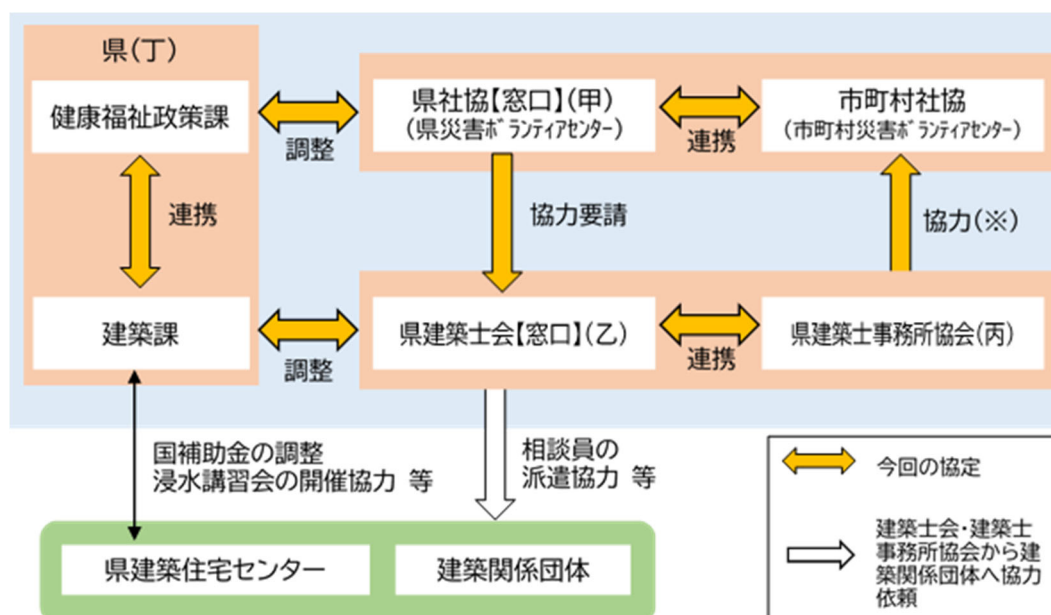 県(丁)
健康福祉政策課
調整
県社協【窓口】(甲)
(県災害ﾎﾞﾗﾝﾃｨｱｾﾝﾀｰ)
連携
市町村社協
(市町村災害ﾎﾞﾗﾝﾃｨｱｾﾝﾀｰ)
連携
協力要請
協力(※)
建築課
調整
県建築士会【窓口】(乙)
連携
県建築士事務所協会(丙)
国補助金の調整
浸水講習会の開催協力 等
相談員の
派遣協力 等
県建築住宅センター
建築関係団体
今回の協定
建築士会・建築士
事務所協会から建
築関係団体へ協力
依頼